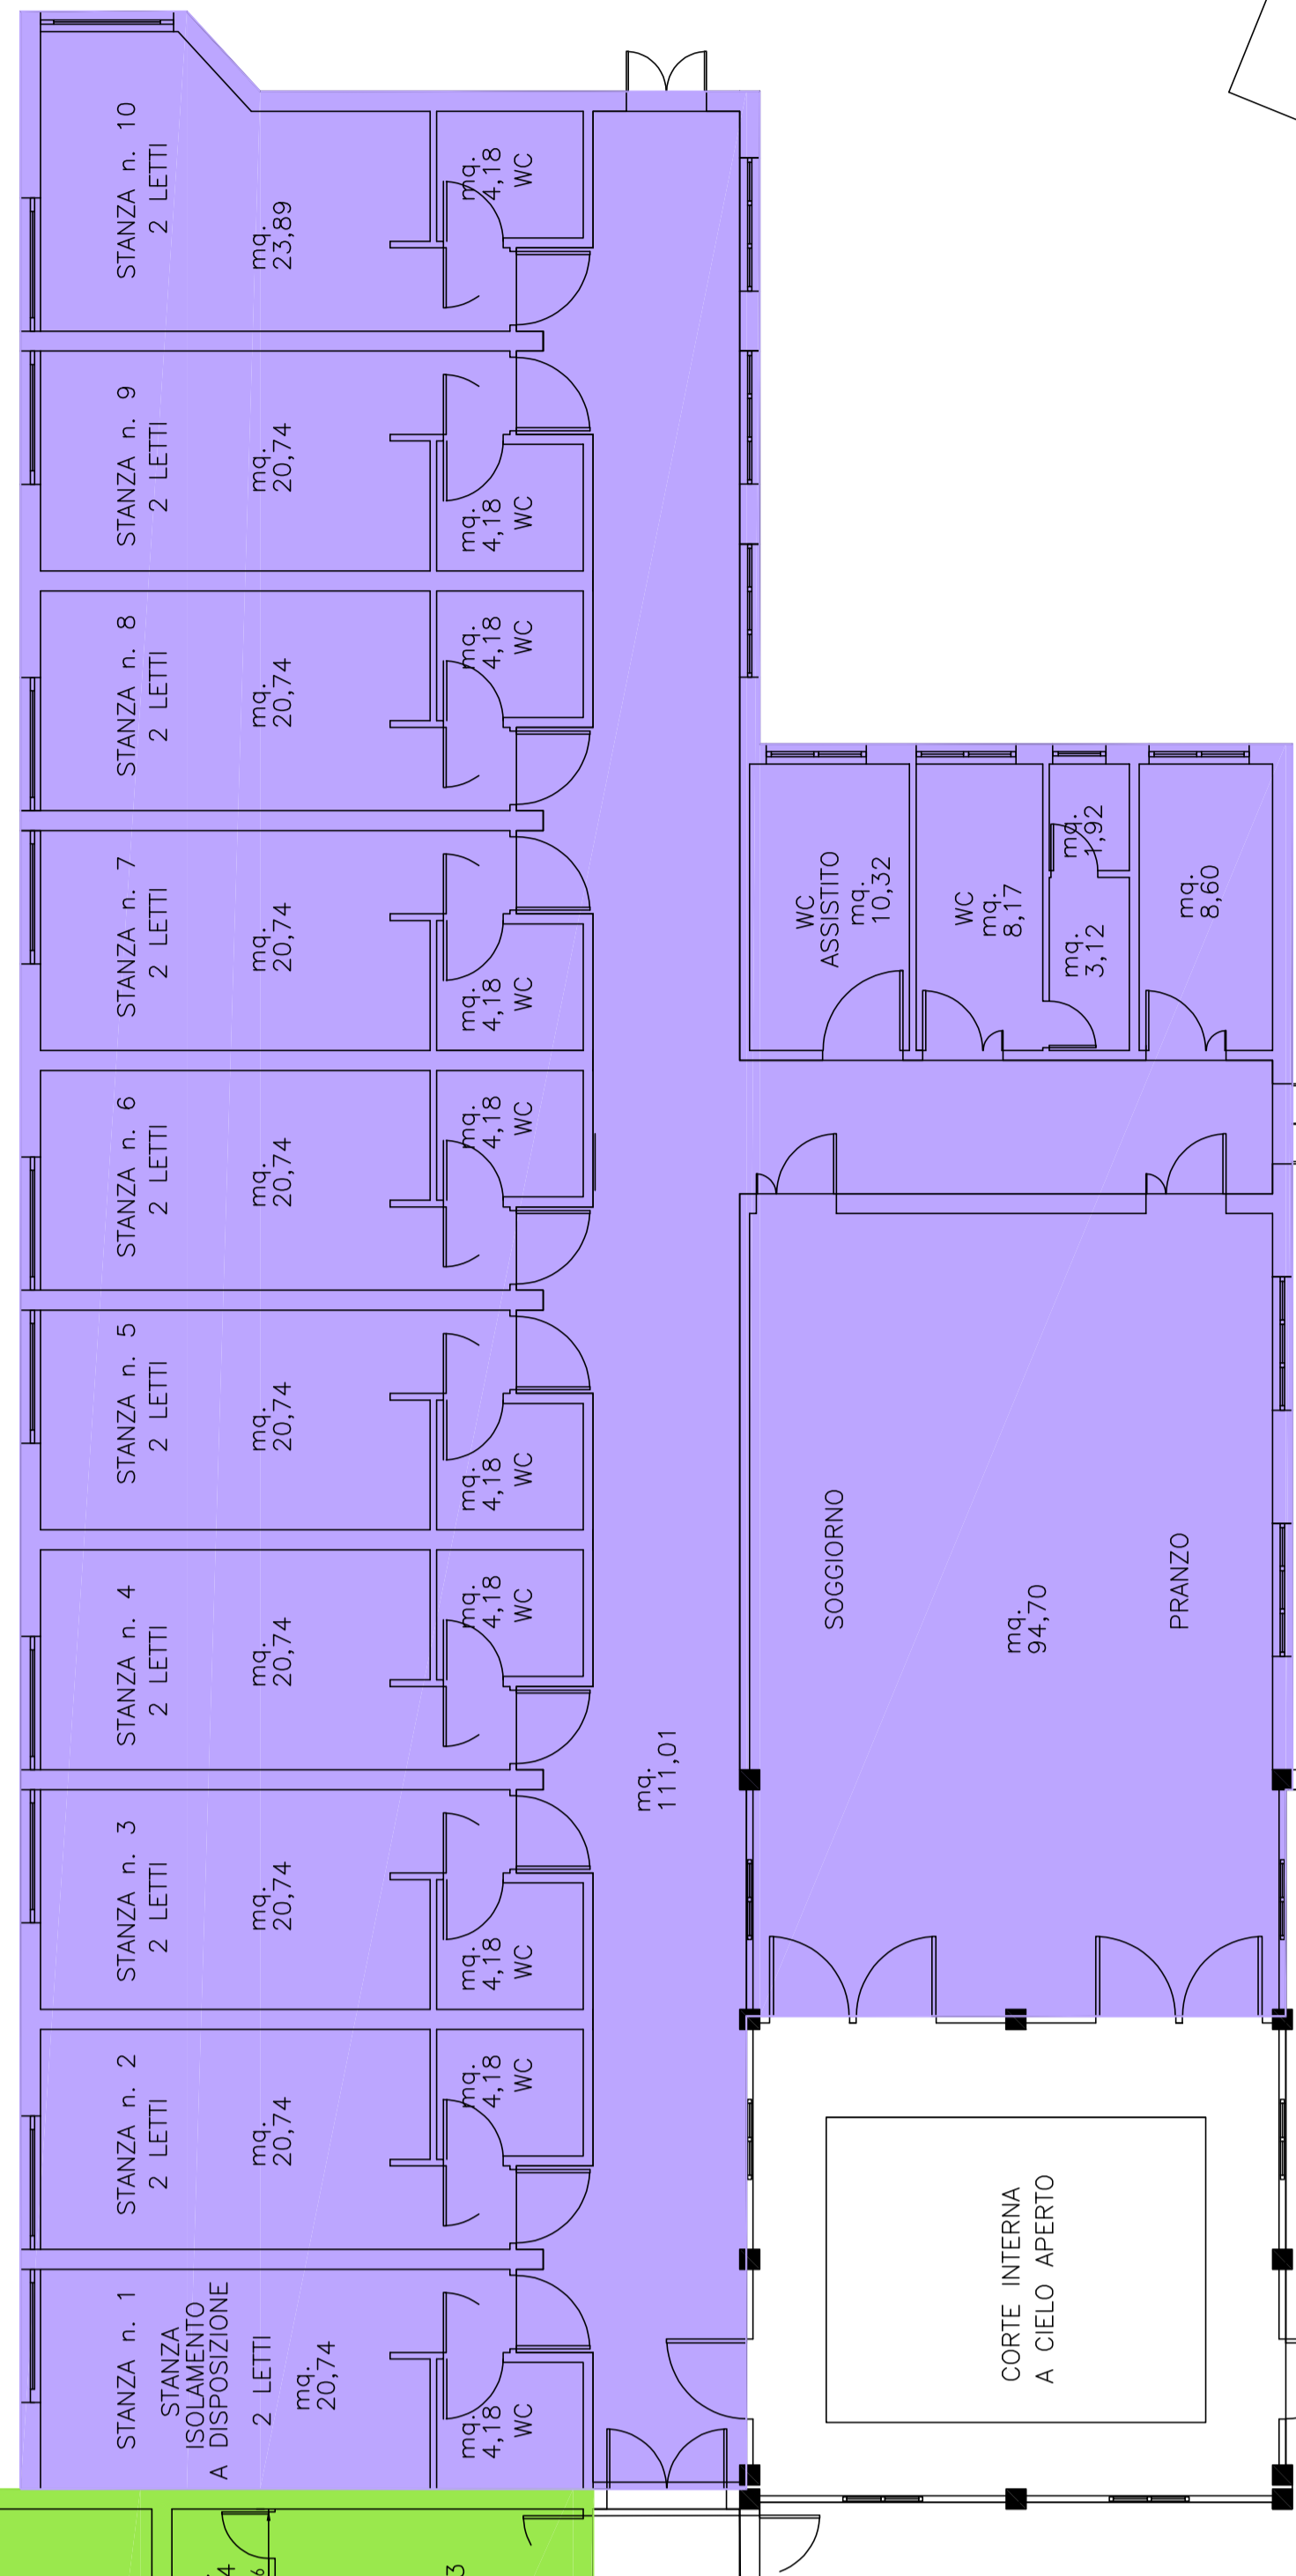 STANZA n. 10
2 LETTI
mq.
23,89
mq.
4,18
WC
STANZA n. 9
2 LETTI
mq.
20,74
mq.
4,18
WC
STANZA n. 8
2 LETTI
mq.
20,74
mq.
4,18
WC
STANZA n. 7
2 LETTI
mq.
20,74
mq.
4,18
WC
STANZA n. 6
2 LETTI
mq.
20,74
mq.
4,18
WC
STANZA n. 5
2 LETTI
mq.
20,74
mq.
4,18
WC
STANZA n. 4
2 LETTI
mq.
20,74
mq.
4,18
WC
STANZA n. 3
2 LETTI
mq.
20,74
mq.
4,18
WC
STANZA n. 2
2 LETTI
mq.
20,74
mq.
4,18
WC
STANZA n. 1
STANZA
ISOLAMENTO
A DISPOSIZIONE
2 LETTI
mq.
20,74
mq.
4,18
WC
mq.
111,01
WC
ASSISTITO
mq.
10,32
WC
mq.
8,17
mq.
1,92
mq.
3,12
mq.
8,60
SOGGIORNO
mq.
94,70
PRANZO
CORTE INTERNA
A CIELO APERTO